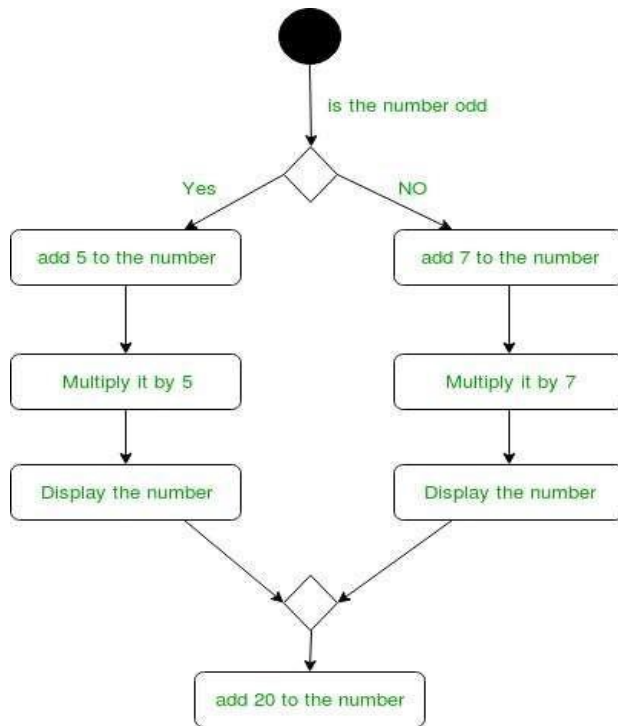 is the number odd
Yes
NO
add 5 to the number
add 7 to the number
Multiply it by 5
Multiply it by 7
Display the number
Display the number
add 20 to the number